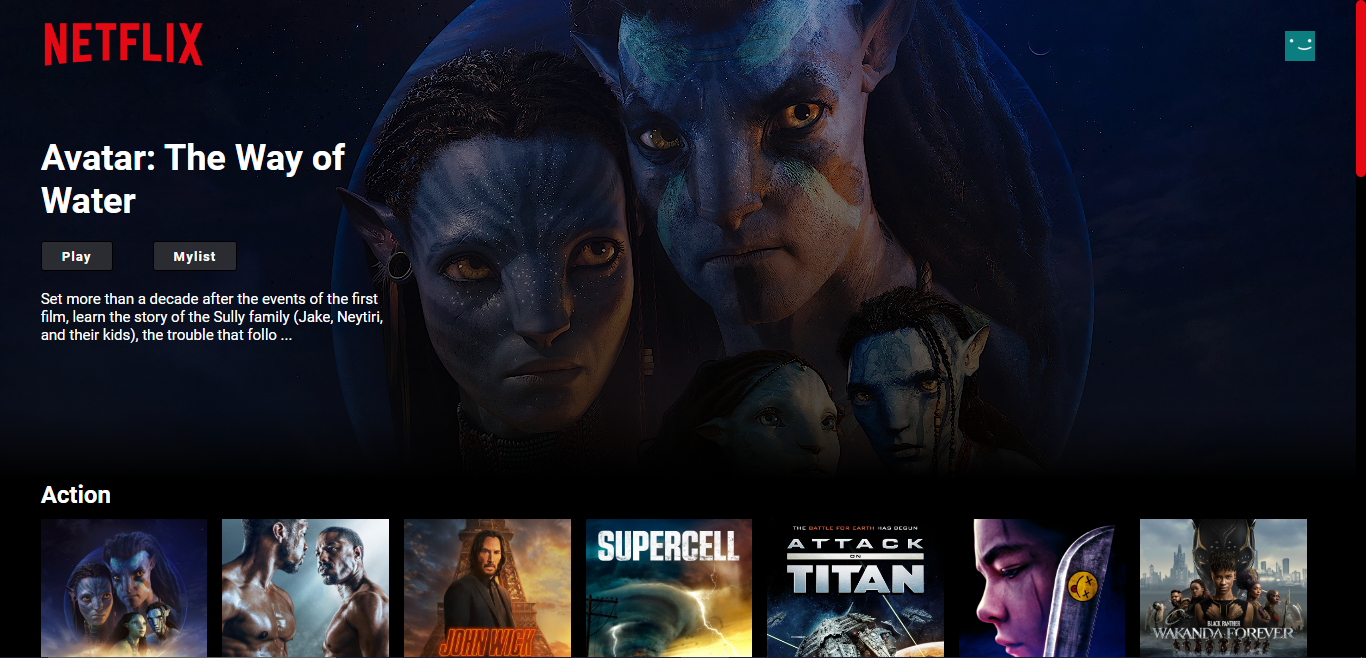 NETFLIX
Avatar: The Way of
Water
Play
Mylist
Set more than a decade after the events of the first
film, learn the story of the Sully family (Jake, Neytiri,
and their kids), the trouble that follo ...
Action
JOHN WICK
SUPERCELL
THE BATTLE FOR EARTH HAS BEGUN
ATTACK
ON
TITAN
BLACK PANTHER
WAKANDA FOREVER